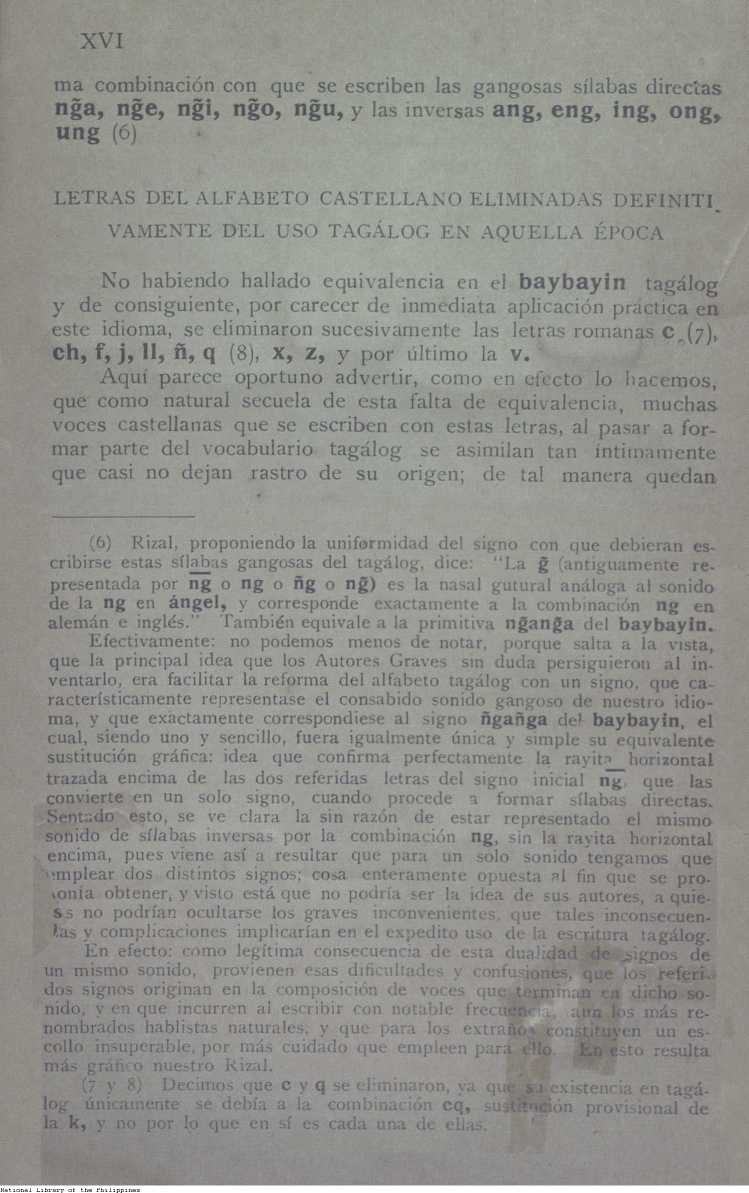 XVI
ma combinación con que se escriben las gangosas sílabas directas
ng̃a, ng̃e, ng̃i, ng̃o, ng̃u, y las inversas ang, eng, ing, ong,
ung (6)
LETRAS DEL ALFABETO CASTELLANO ELIMINADAS DEFINITI-
VAMENTE DEL USO TAGÁLOG EN AQUELLA ÉPOCA
No habiendo hallado equivalencia en el baybayin tagálog
y de consiguiente, por carecer de inmediata aplicación práctica en
este idioma, se eliminaron sucesivamente las letras romanas c (7),
ch, f, j, ll, ñ, q (8), x, z, y por último la v.
Aquí parece oportuno advertir, como en efecto lo hacemos,
que como natural secuela de esta falta de equivalencia, muchas
voces castellanas que se escriben con estas letras, al pasar a for-
mar parte del vocabulario tagálog se asimilan tan íntimamente
que casi no dejan rastro de su origen; de tal manera quedan
(6) Rizal, proponiendo la uniformidad del signo con que debieran es-
cribirse estas sílabas gangosas del tagálog, dice: "La g̃ (antiguamente re-
presentada por n͞g o ng o ñg o ng̃) es la nasal gutural análoga al sonido
de la ng en ángel, y corresponde exactamente a la combinación ng en
alemán e inglés." También equivale a la primitiva ng̃ang̃a del baybayin.
Efectivamente: no podemos menos de notar, porque salta a la vista,
que la principal idea que los Autores Graves sin duda persiguieron al in-
ventarlo, era facilitar la reforma del alfabeto tagálog con un signo, que ca-
racterísticamente representase el consabido sonido gangoso de nuestro idio-
ma, y que exactamente correspondiese al signo ñgañga del baybayin, el
cual, siendo uno y sencillo, fuera igualmente única y simple su equivalente
sustitución gráfica: idea que confirma perfectamente la rayita horizontal
trazada encima de las dos referidas letras del signo inicial n͞g, que las
convierte en un solo signo, cuando procede a formar sílabas directas.
Sentado esto, se ve clara la sin razón de estar representado el mismo
sonido de sílabas inversas por la combinación ng, sin la rayita horizontal
encima, pues viene así a resultar que para un solo sonido tengamos que
emplear dos distintos signos; cosa enteramente opuesta al fin que se pro-
ponía obtener, y visto está que no podría ser la idea de sus autores, a quie-
es no podrían ocultarse los graves inconvenientes, que tales inconsecuen-
ias y complicaciones implicarían en el expedito uso de la escritura tagálog.
En efecto: como legítima consecuencia de esta dualidad de signos de
un mismo sonido, provienen esas dificultades y confusiones, que los referi-
dos signos originan en la composición de voces que terminan en dicho so-
nido, y en que incurren al escribir con notable frecuencia, aun los más re-
nombrados hablistas naturales, y que para los extraños constituyen un es-
collo insuperable, por más cuidado que empleen para ello. En esto resulta
más gráfico nuestro Rizal.
(7 y 8) Decimos que c y q se eliminaron, ya que su existencia en tagá-
log únicamente se debía a la combinación cq, sustitución provisional de
la k, y no por lo que en sí es cada una de ellas.
National Library of the Philippines